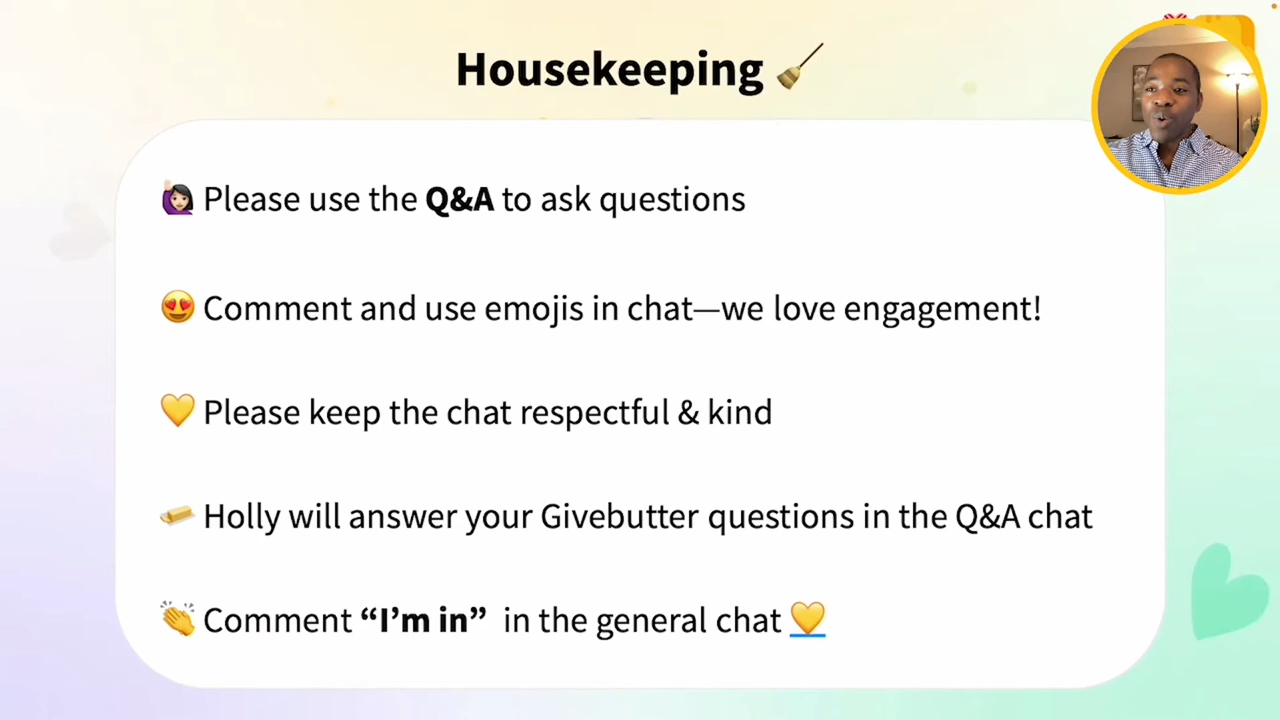 Housekeeping 🧹
🙋🏻‍♀️ Please use the Q&A to ask questions
😍 Comment and use emojis in chat—we love engagement!
💛 Please keep the chat respectful & kind
🧈 Holly will answer your Givebutter questions in the Q&A chat
👏 Comment “I’m in” in the general chat 💛